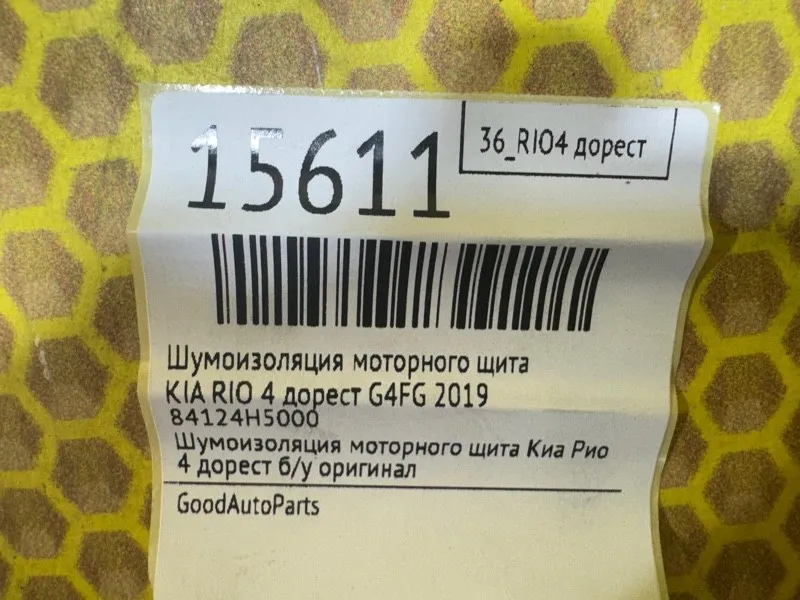 15611
36_RIO4 дорест
Шумоизоляция моторного щита
KIA RIO 4 дорест G4FG 2019
84124H5000
Шумоизоляция моторного щита Киа Рио
4 дорест б/у оригинал
GoodAutoParts